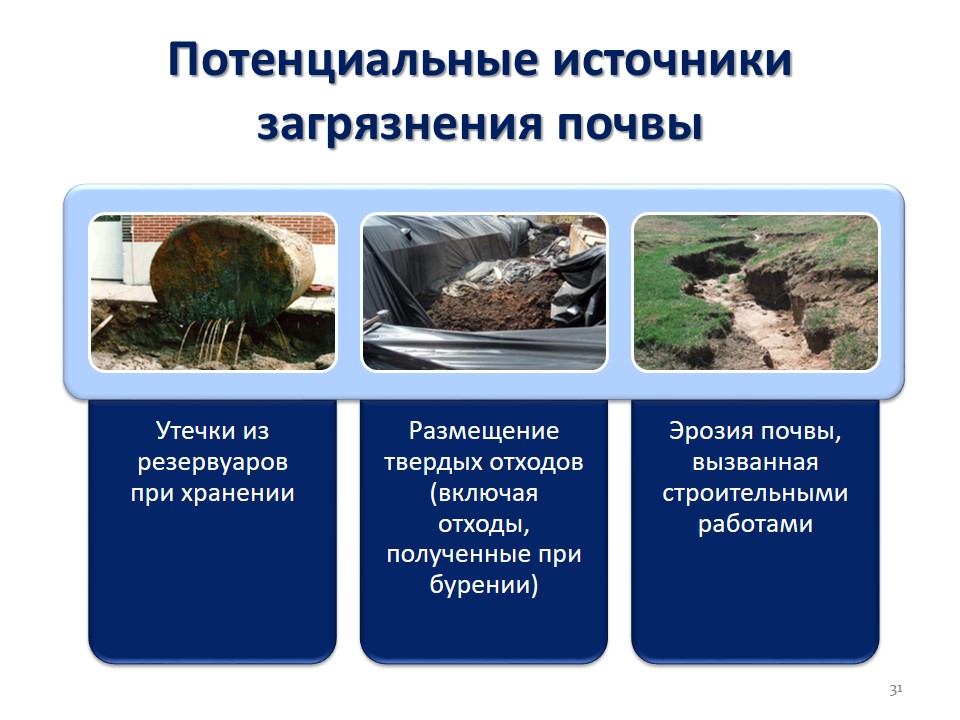 Потенциальные источники
загрязнения почвы
Утечки из
резервуаров
при хранении
Размещение
твердых отходов
(включая
отходы,
полученные при
бурении)
Эрозия почвы,
вызванная
строительными
работами
31